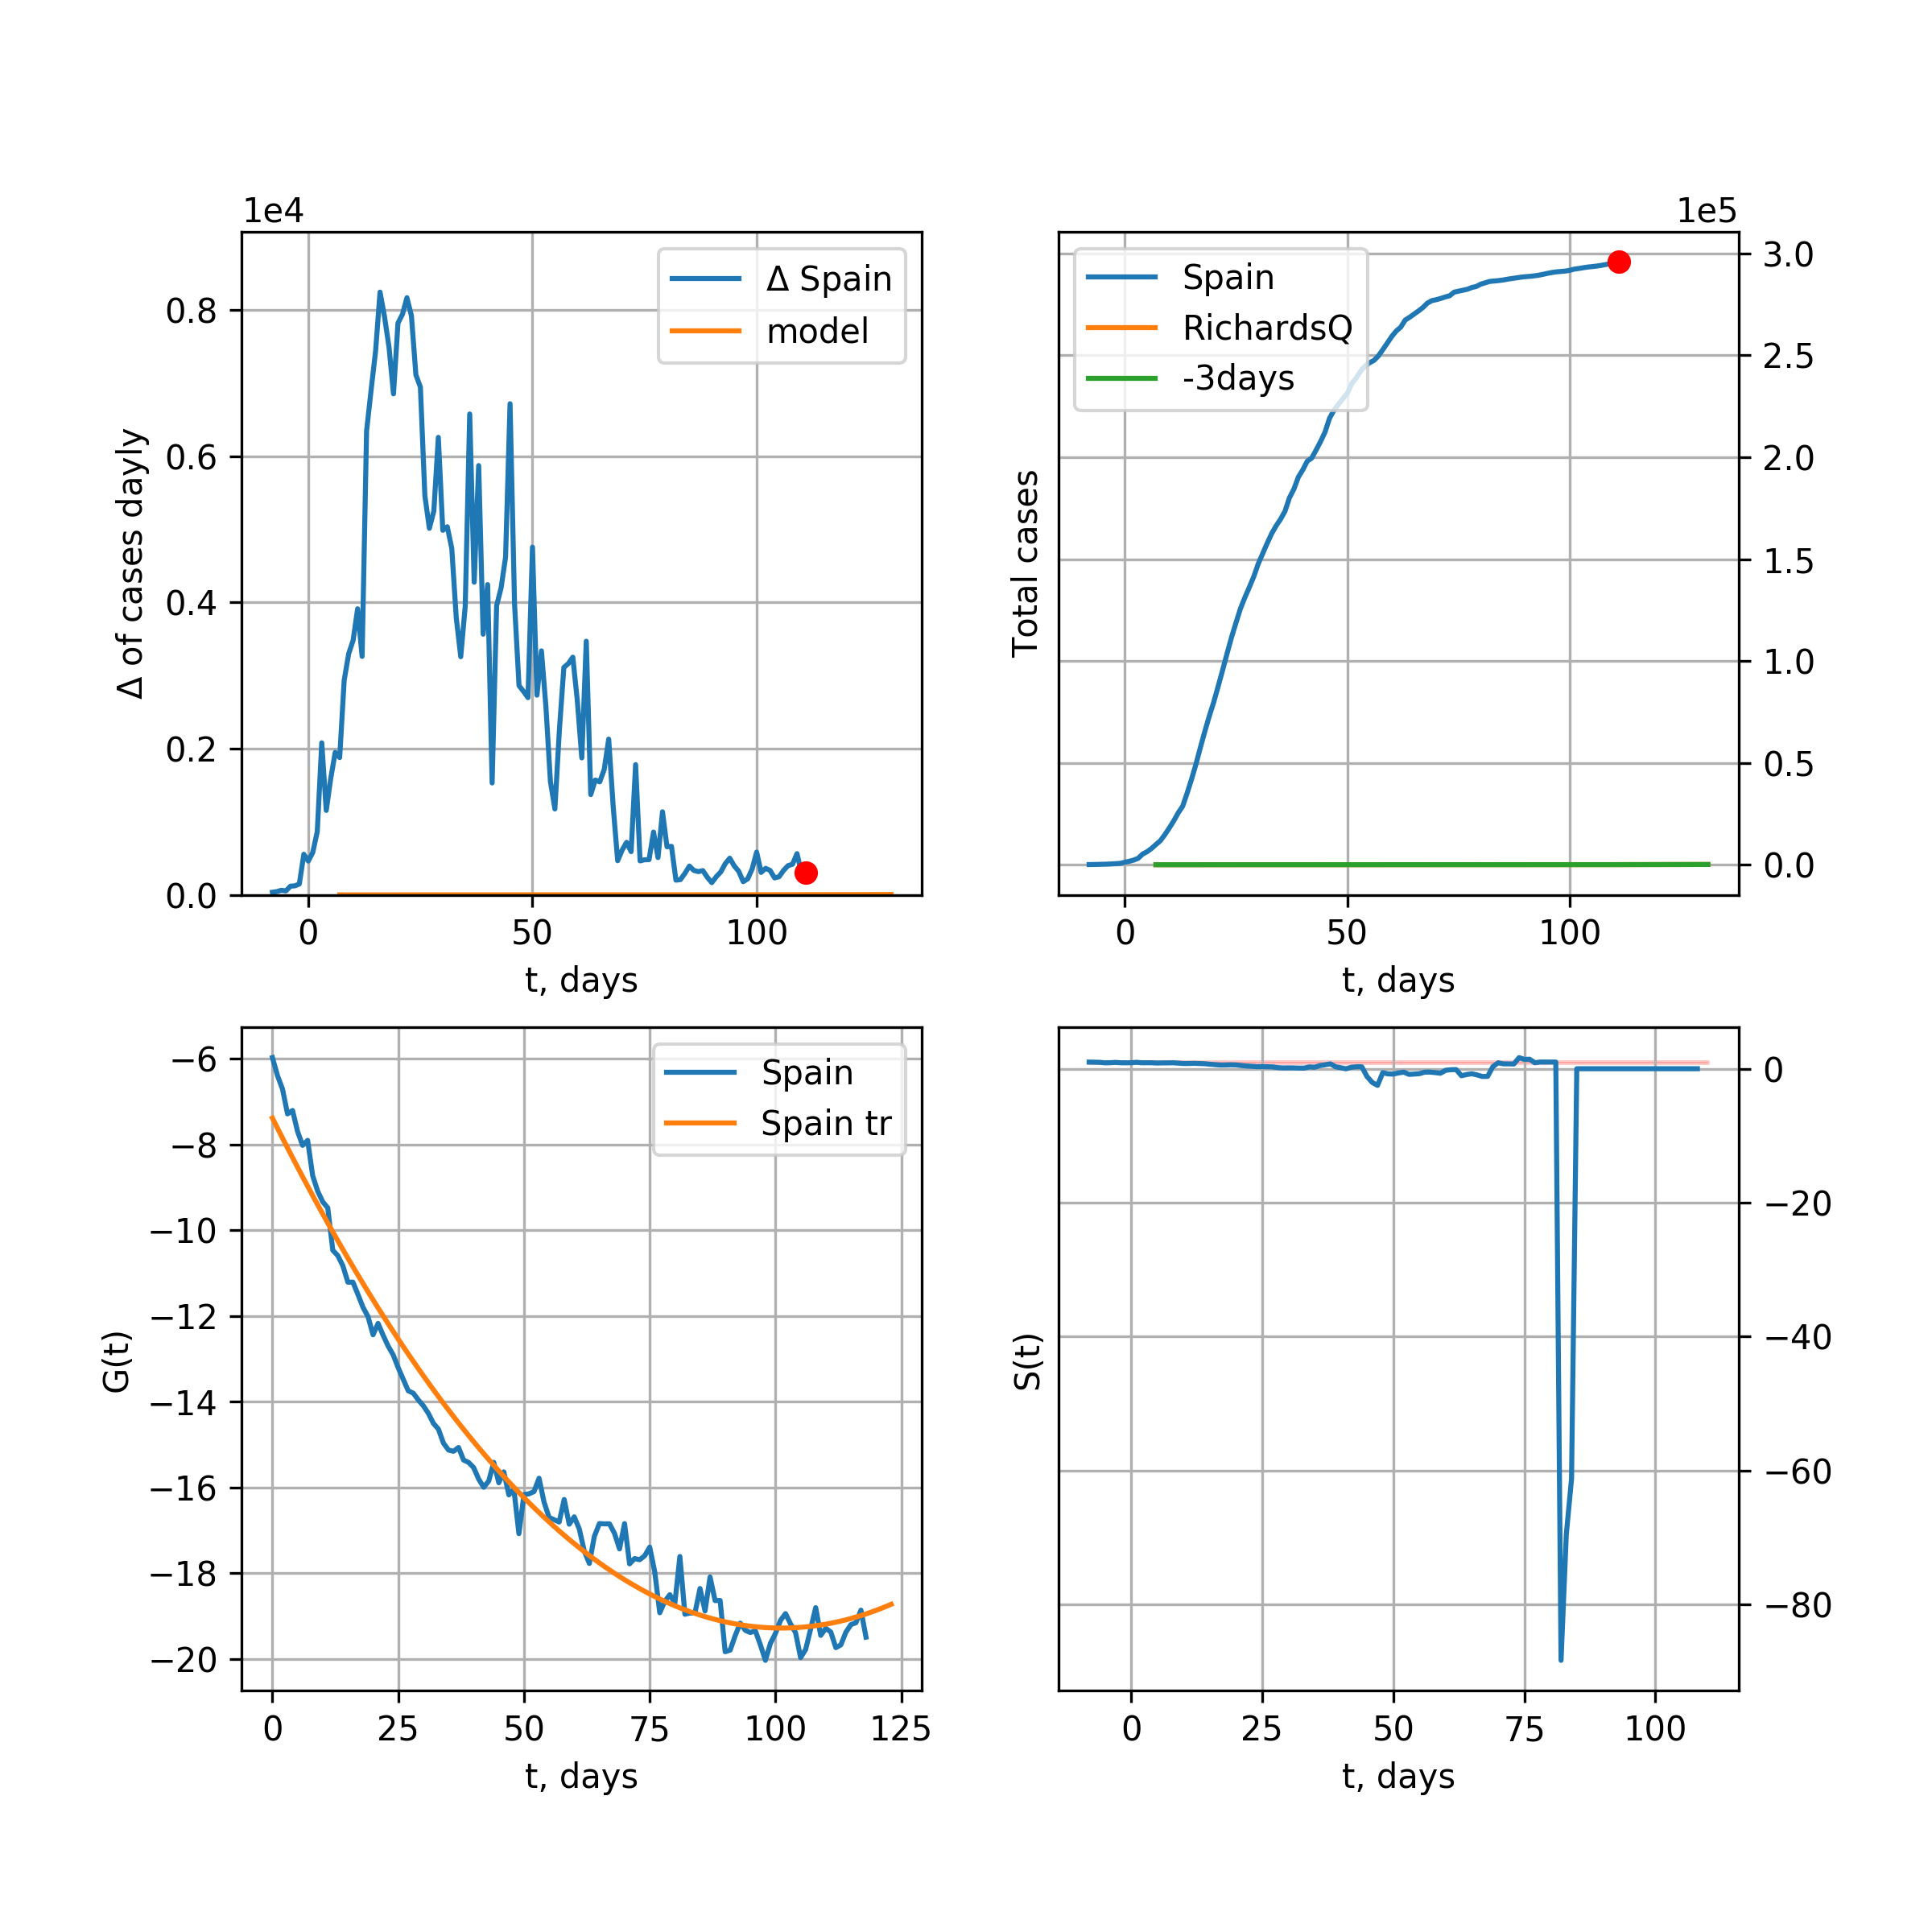 1e4
Δ of cases dayly
0.8
0.6
0.4
0.2
0.0
0 50 100
t, days
Δ Spain
model
1e5
Total cases
3.0
2.5
2.0
1.5
1.0
0.5
0.0
0 50 100
t, days
Spain
RichardsQ
-3days
G(t)
−6
−8
−10
−12
−14
−16
−18
−20
0 25 50 75 100 125
t, days
Spain
Spain tr
S(t)
0
−20
−40
−60
−80
0 25 50 75 100
t, days